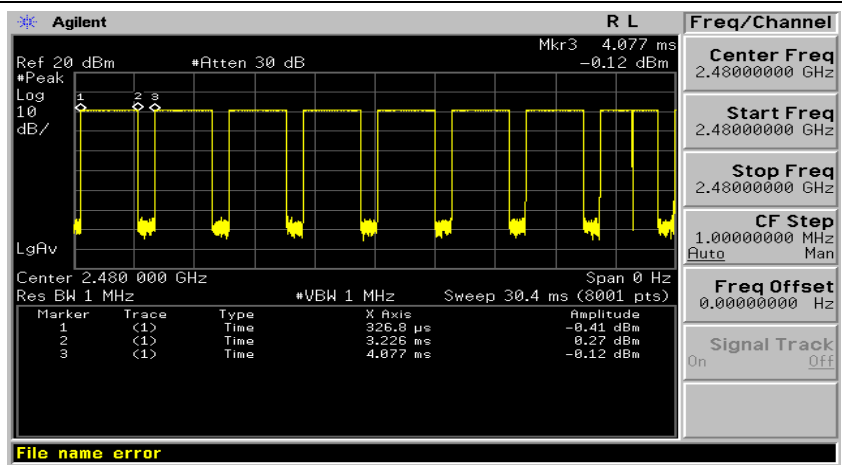 Agilent R L
Freq/Channel
Mkr3 4.077 ms
Ref 20 dBm #Atten 30 dB -0.12 dBm
#Peak
Log
10
dB/
1 2 3
LgAv
Center 2.480 000 GHz Span 0 Hz
Res BW 1 MHz #VBW 1 MHz Sweep 30.4 ms (8001 pts)
Marker Trace Type X Axis Amplitude
1 (1) Time 326.8 µs -0.41 dBm
2 (1) Time 3.226 ms 0.27 dBm
3 (1) Time 4.077 ms -0.12 dBm
File name error
Center Freq
2.48000000 GHz
Start Freq
2.48000000 GHz
Stop Freq
2.48000000 GHz
CF Step
1.00000000 MHz
Auto Man
Freq Offset
0.00000000 Hz
Signal Track
On Off